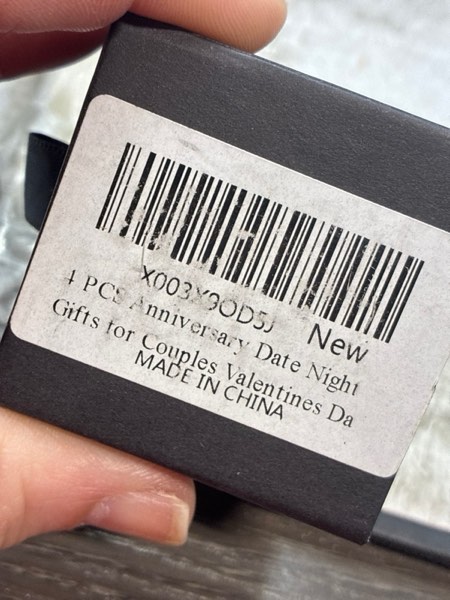 X003X9OD5J
New
4 PCS Anniversary Date Night
Gifts for Couples Valentines Da
MADE IN CHINA